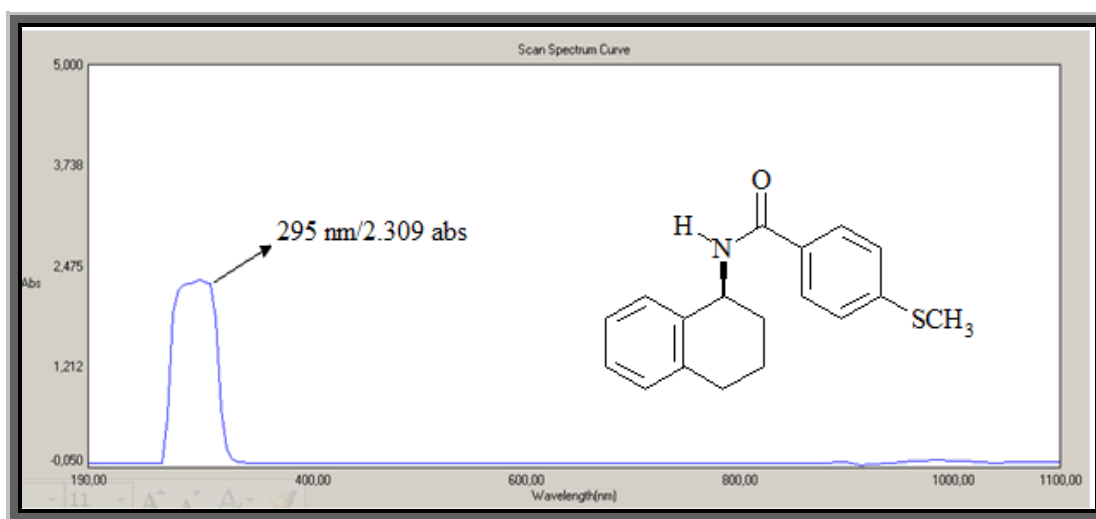 Scan Spectrum Curve
5,000
3,738
2,475
Abs
1,212
-0,050
190,00
400,00
600,00
800,00
1000,00
1100,00
Wavelength(nm)
295 nm/2.309 abs
O
H
N
SCH3
11